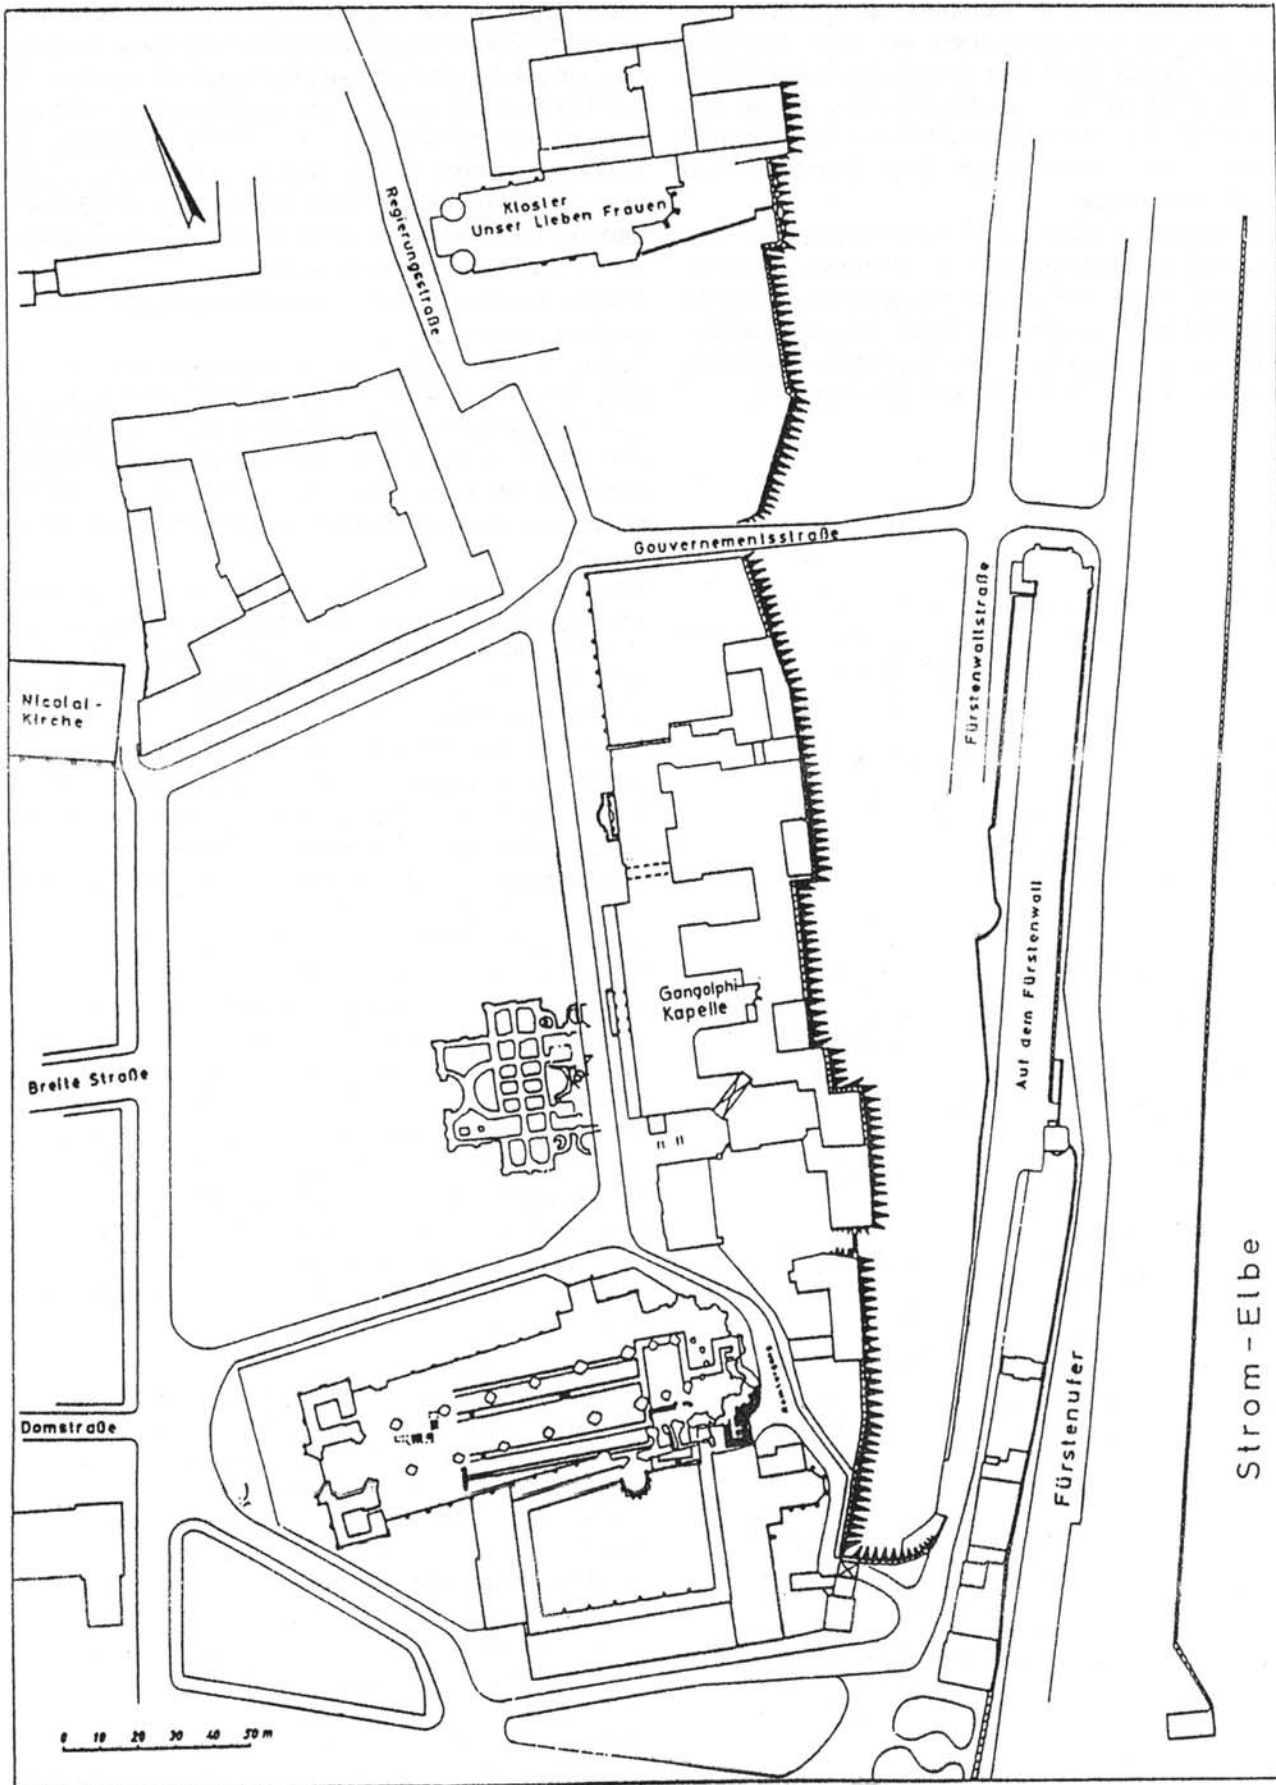 Kloster
Unser Lieben Frauen
Regierungsstraße
Gouvernementsstraße
Fürstenwallstraße
Nicolai-
Kirche
Auf dem Fürstenwall
Gangolphi
Kapelle
Breite Straße
Strom-Elbe
Fürstenufer
Domstraße
0 10 20 30 40 50 m